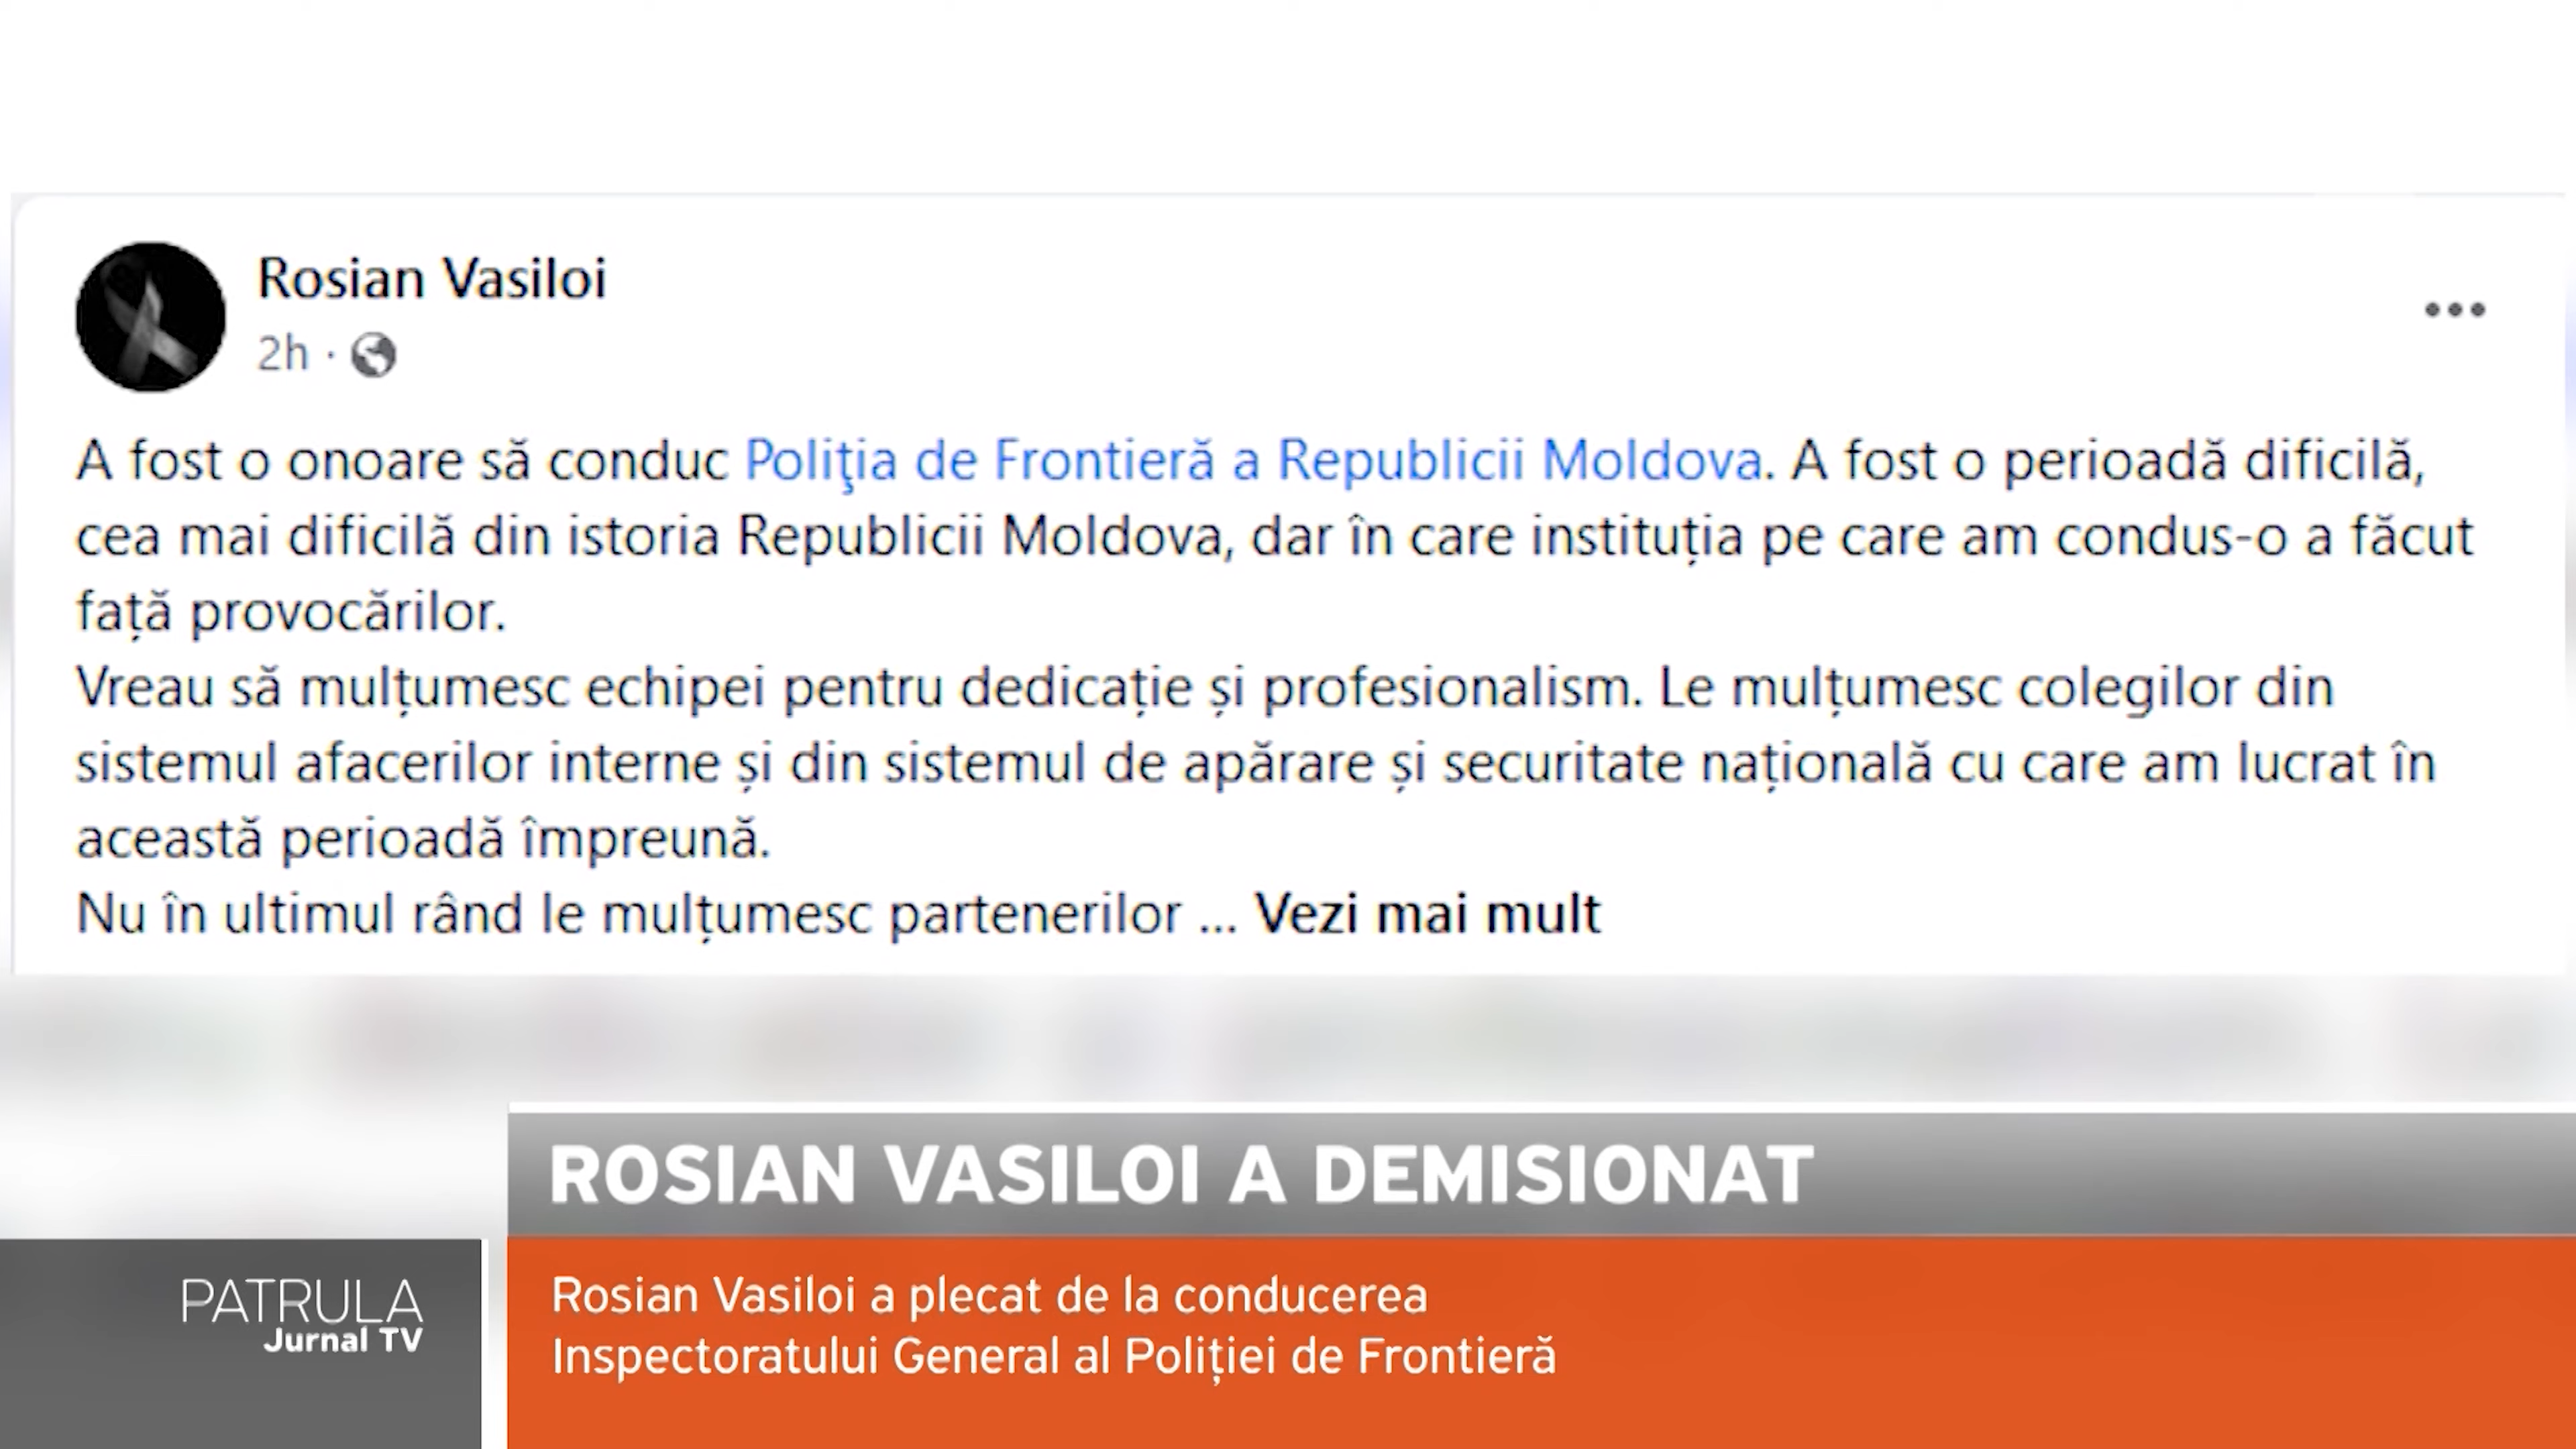 Rosian Vasiloi
2h ·
A fost o onoare să conduc Poliţia de Frontieră a Republicii Moldova. A fost o perioadă dificilă,
cea mai dificilă din istoria Republicii Moldova, dar în care instituția pe care am condus-o a făcut
față provocărilor.
Vreau să mulțumesc echipei pentru dedicație și profesionalism. Le mulțumesc colegilor din
sistemul afacerilor interne și din sistemul de apărare și securitate națională cu care am lucrat în
această perioadă împreună.
Nu în ultimul rând le mulțumesc partenerilor ... Vezi mai mult
ROSIAN VASILOI A DEMISIONAT
Rosian Vasiloi a plecat de la conducerea
Inspectoratului General al Poliției de Frontieră
PATRULA
Jurnal TV